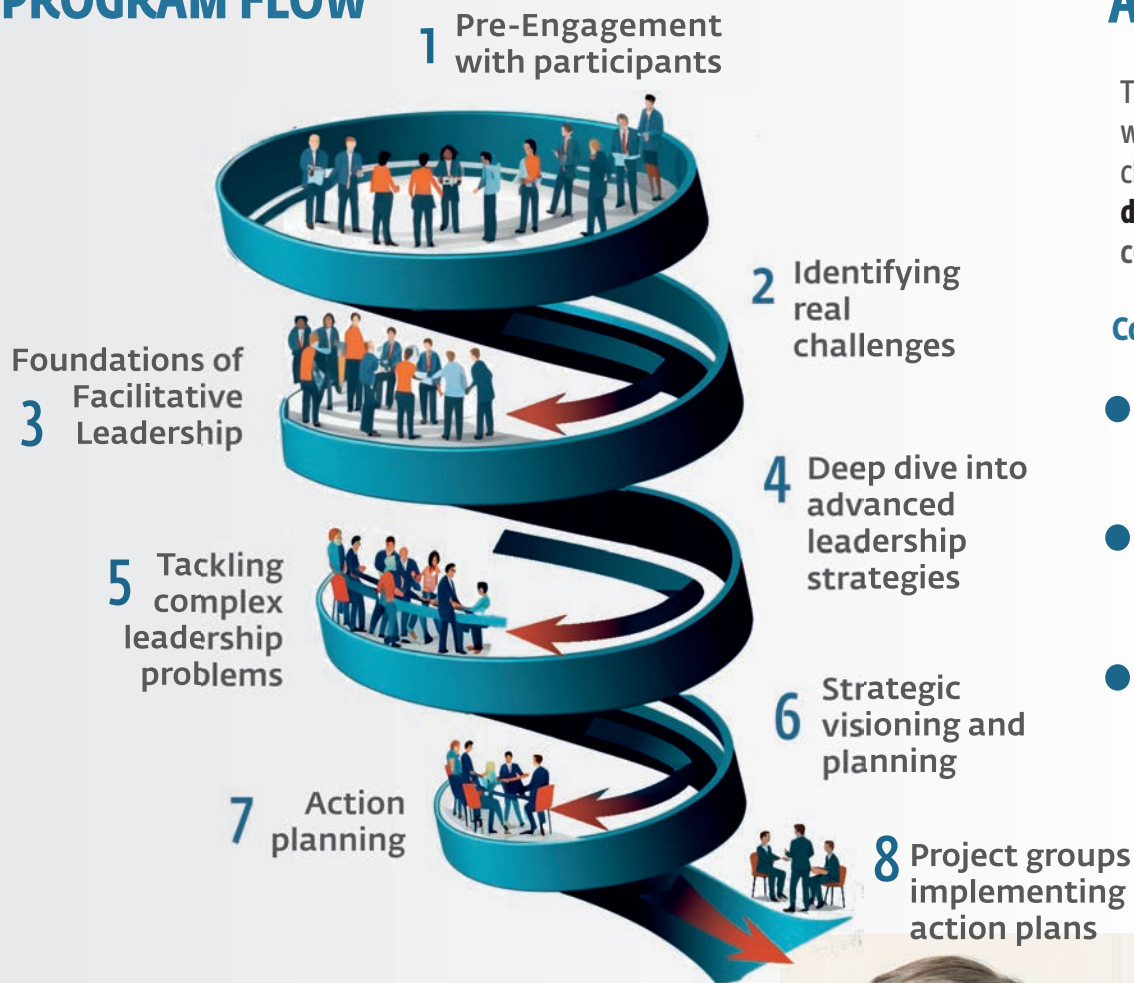 PROGRAM FLOW
1 Pre-Engagement
with participants
2 Identifying
real
challenges
Foundations of
Facilitative
3 Leadership
4 Deep dive into
advanced
leadership
strategies
5 Tackling
complex
leadership
problems
6 Strategic
visioning and
planning
7 Action
planning
8 Project groups
implementing
action plans